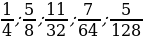 1/4 ; 5/8 ; 11/32 ; 7/64 ; 5/128